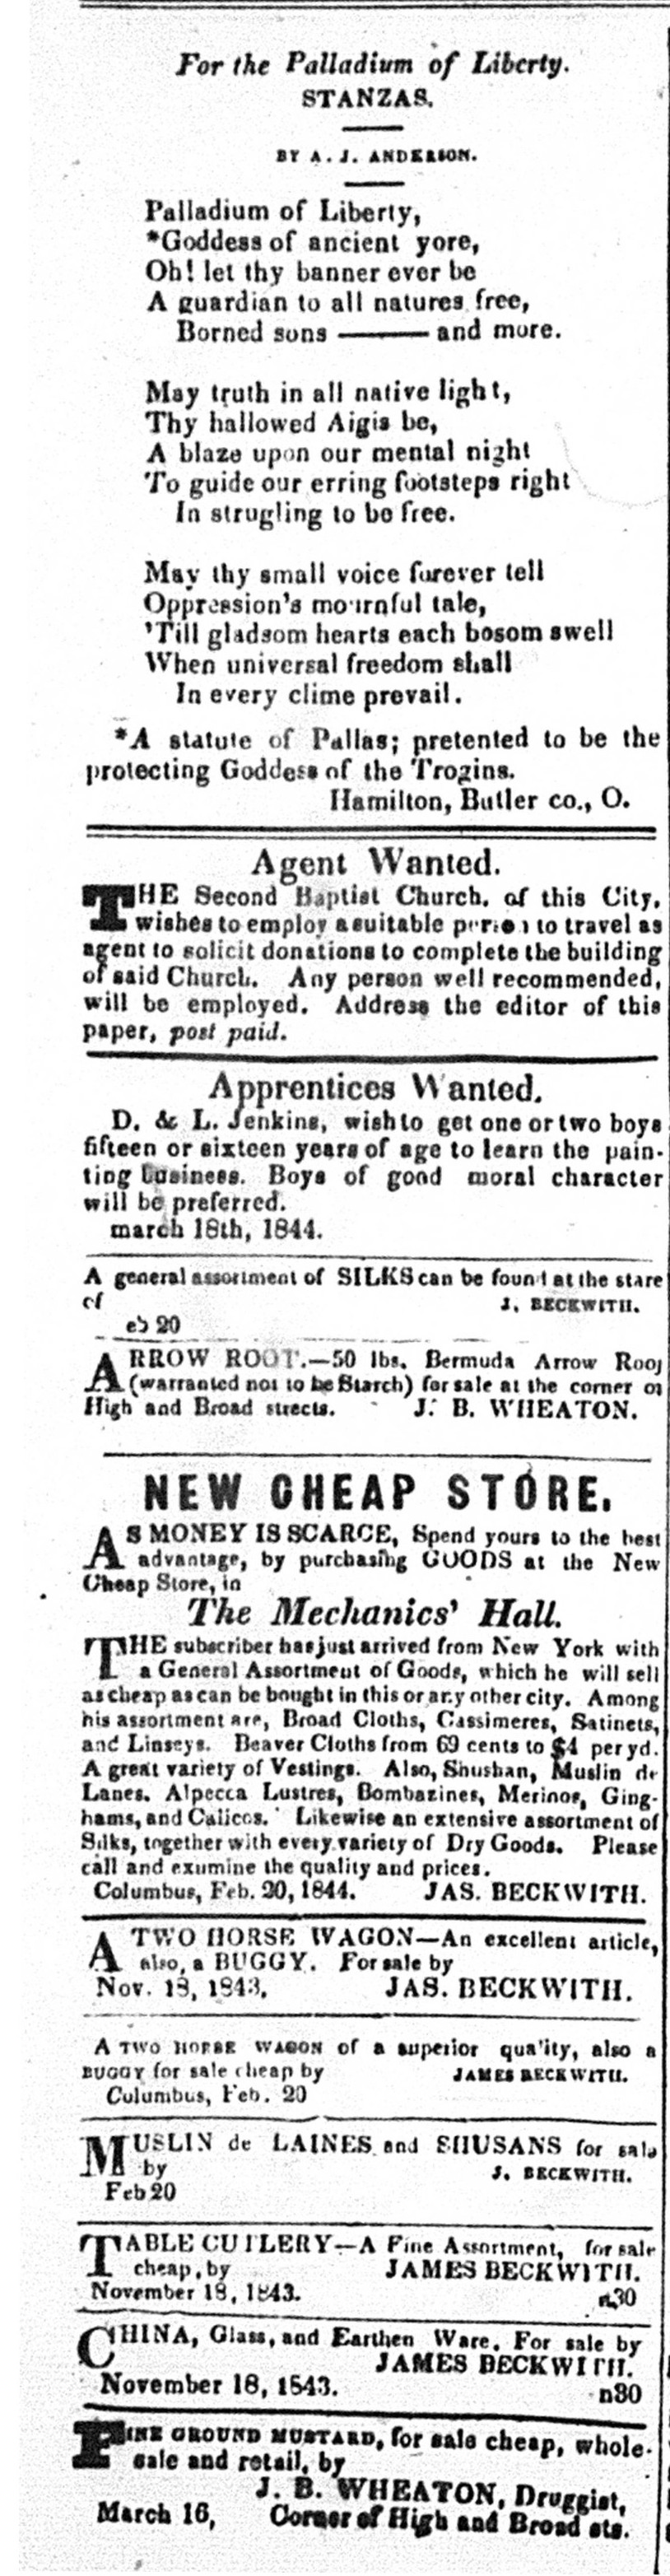 For the Palladium of Liberty.
STANZAS.
BY A. J. ANDERSON.
Palladium of Liberty,
*Goddess of ancient yore,
Oh! let thy banner ever be
A guardian to all natures free,
Borned sons ——— and more.
May truth in all native light,
Thy hallowed Aigis be,
A blaze upon our mental night
To guide our erring footsteps right
In strugling to be free.
May thy small voice forever tell
Oppression's mournful tale,
'Till gladsom hearts each bosom swell
When universal freedom shall
In every clime prevail.
*A statute of Pallas; pretented to be the
protecting Goddess of the Trogins.
Hamilton, Butler co., O.
Agent Wanted.
THE Second Baptist Church. of this City,
wishes to employ a suitable person to travel as
agent to solicit donations to complete the building
of said Church. Any person well recommended,
will be employed. Address the editor of this
paper, post paid.
Apprentices Wanted.
D. & L. Jenkins, wish to get one or two boys
fifteen or sixteen years of age to learn the pain-
ting business. Boys of good moral character
will be preferred.
march 18th, 1844.
A general assortment of SILKS can be found at the stare
of J, BECKWITH.
eb 20
ARROW ROOT.—50 lbs. Bermuda Arrow Rooj
(warranted not to be Starch) for sale at the corner of
High and Broad streets. J. B. WHEATON.
NEW CHEAP STORE.
AS MONEY IS SCARCE, Spend yours to the best
advantage, by purchasing GOODS at the New
Cheap Store, in
The Mechanics' Hall.
THE subscriber has just arrived from New York with
a General Assortment of Goods, which he will sell
as cheap as can be bought in this or any other city. Among
his assortment are, Broad Cloths, Cassimeres, Satinets,
and Linseys. Beaver Cloths from 69 cents to $4 per yd.
A great variety of Vestings. Also, Shushan, Muslin de
Lanes. Alpecca Lustres, Bombazines, Merinos, Ging-
hams, and Calicos. Likewise an extensive assortment of
Silks, together with every variety of Dry Goods. Please
call and exumine the quality and prices.
Columbus, Feb. 20, 1844. JAS. BECKWITH.
A TWO HORSE WAGON—An excellent article,
also, a BUGGY. For sale by
Nov. 18, 1843. JAS. BECKWITH.
A TWO HORSE WAGON of a superior quality, also a
BUGGY for sale cheap by JAMES BECKWITH.
Culumbus, Feb. 20
MUSLIN de LAINES and SHUSANS for sale
by J. BECKWITH.
Feb 20
TABLE CUTLERY—A Fine Assortment, for sale
cheap, by JAMES BECKWITH.
November 18, 1843. n30
CHINA, Glass, and Earthen Ware. For sale by
JAMES BECKWITH.
November 18, 1543. n30
FINE GROUND MUSTARD, for sale cheap, whole-
sale and retail, by
J. B. WHEATON, Druggist,
March 16, Corner of High and Broad sts.